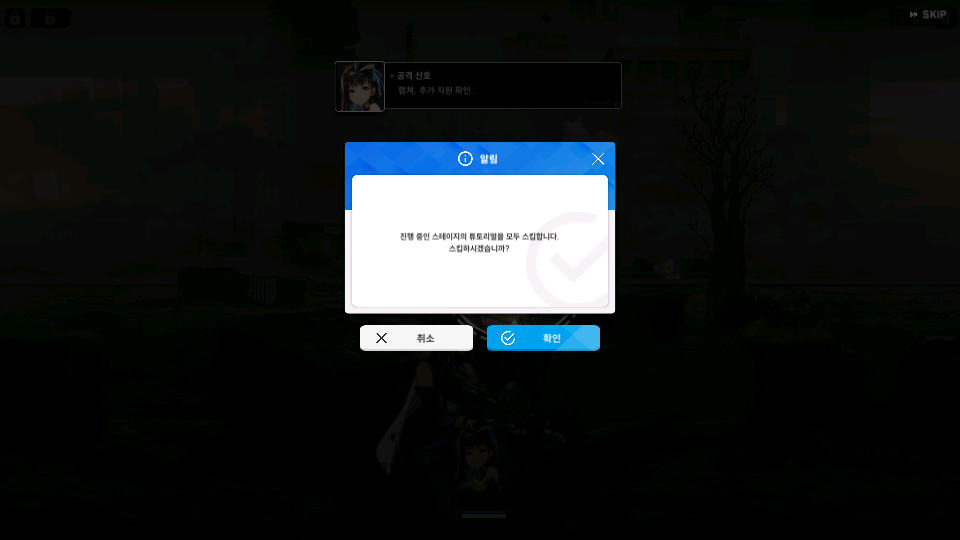 SKIP
공격 신호
랩쳐, 추가 지원 확인.
알림
진행 중인 스테이지의 튜토리얼을 모두 스킵합니다.
스킵하시겠습니까?
취소
확인